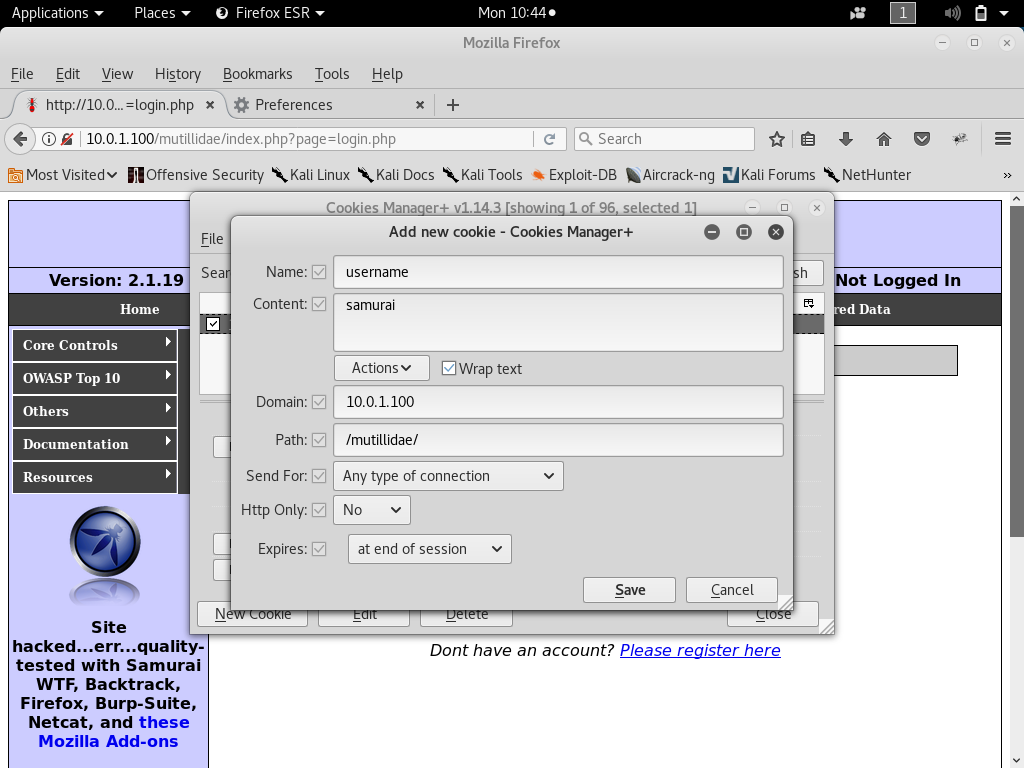 Applications Places Firefox ESR Mon 10:44 1
Mozilla Firefox
File Edit View History Bookmarks Tools Help
http://10.0...=login.php Preferences
10.0.1.100/mutillidae/index.php?page=login.php Search
Most Visited Offensive Security Kali Linux Kali Docs Kali Tools Exploit-DB Aircrack-ng Kali Forums NetHunter »
Cookies Manager+ v1.14.3 [showing 1 of 96, selected 1]
Add new cookie - Cookies Manager+
File
Version: 2.1.19
Not Logged In
Home
Core Controls
OWASP Top 10
Others
Documentation
Resources
Name: username
Content: samurai
Actions Wrap text
Domain: 10.0.1.100
Path: /mutillidae/
Send For: Any type of connection
Http Only: No
Expires: at end of session
Save Cancel
New Cookie Edit Delete Close
Dont have an account? Please register here
Site
hacked...err...quality-
tested with Samurai
WTF, Backtrack,
Firefox, Burp-Suite,
Netcat, and these
Mozilla Add-ons